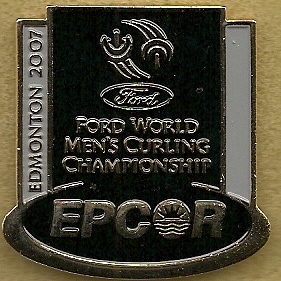 EDMONTON 2007
Ford
FORD WORLD
MEN'S CURLING
CHAMPIONSHIP
EPCOR